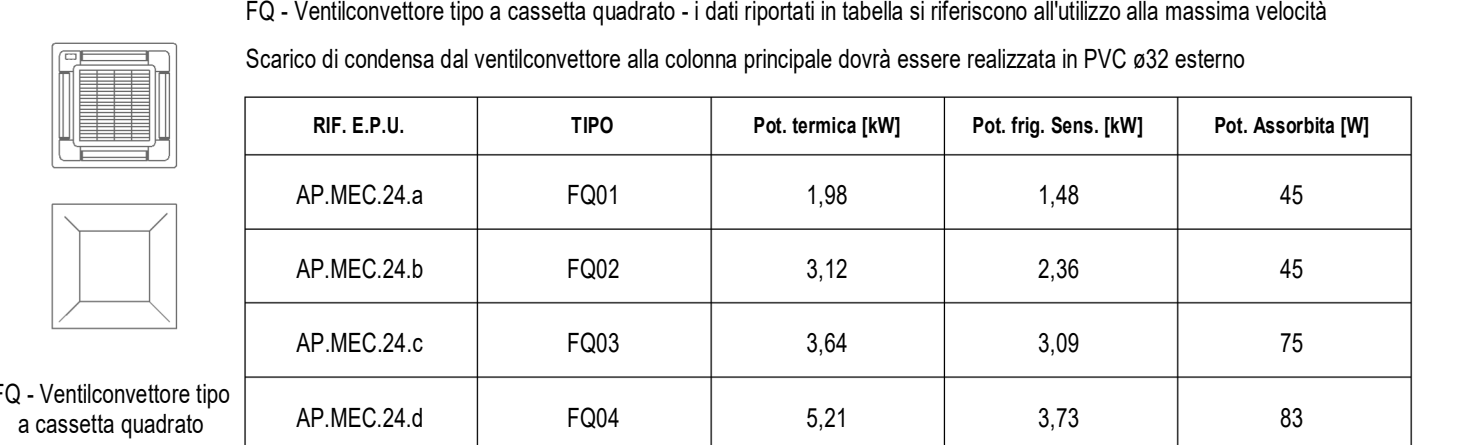 FQ - Ventilconvettore tipo a cassetta quadrato - i dati riportati in tabella si riferiscono all'utilizzo alla massima velocità
Scarico di condensa dal ventilconvettore alla colonna principale dovrà essere realizzata in PVC ø32 esterno
RIF. E.P.U. TIPO Pot. termica [kW] Pot. frig. Sens. [kW] Pot. Assorbita [W]
AP.MEC.24.a FQ01 1,98 1,48 45
AP.MEC.24.b FQ02 3,12 2,36 45
AP.MEC.24.c FQ03 3,64 3,09 75
AP.MEC.24.d FQ04 5,21 3,73 83
FQ - Ventilconvettore tipo
a cassetta quadrato